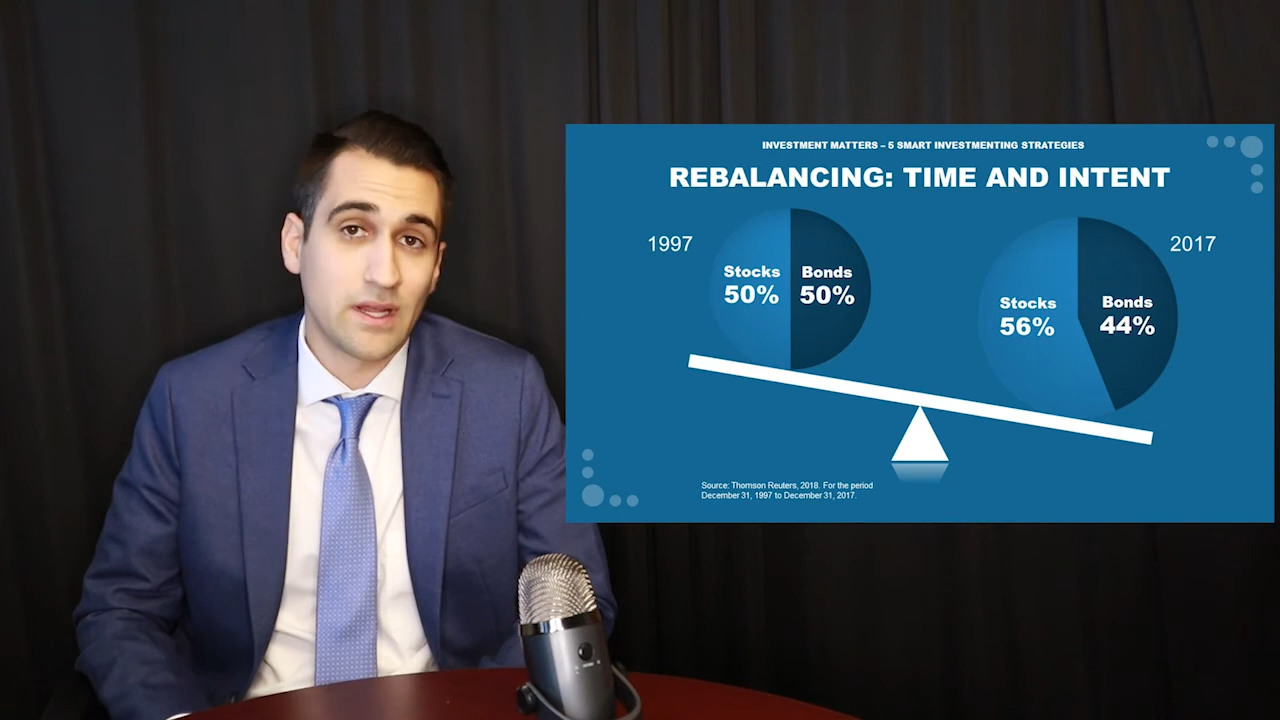 INVESTMENT MATTERS – 5 SMART INVESTMENTING STRATEGIES
REBALANCING: TIME AND INTENT
1997
Stocks
50%
Bonds
50%
2017
Stocks
56%
Bonds
44%
Source: Thomson Reuters, 2018. For the period
December 31, 1997 to December 31, 2017.